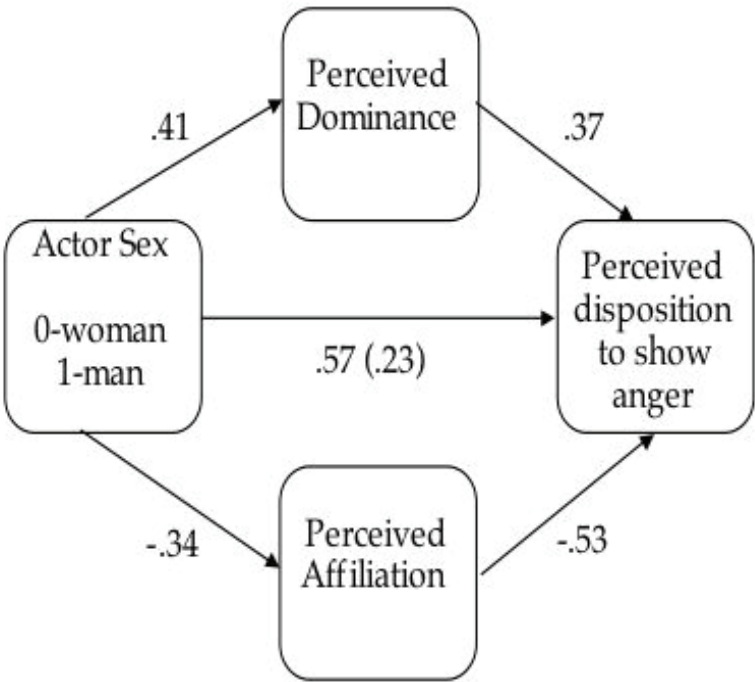 Perceived
Dominance
.41
.37
Actor Sex
0-woman
1-man
Perceived
disposition
to show
anger
.57 (.23)
-.34
Perceived
Affiliation
-.53